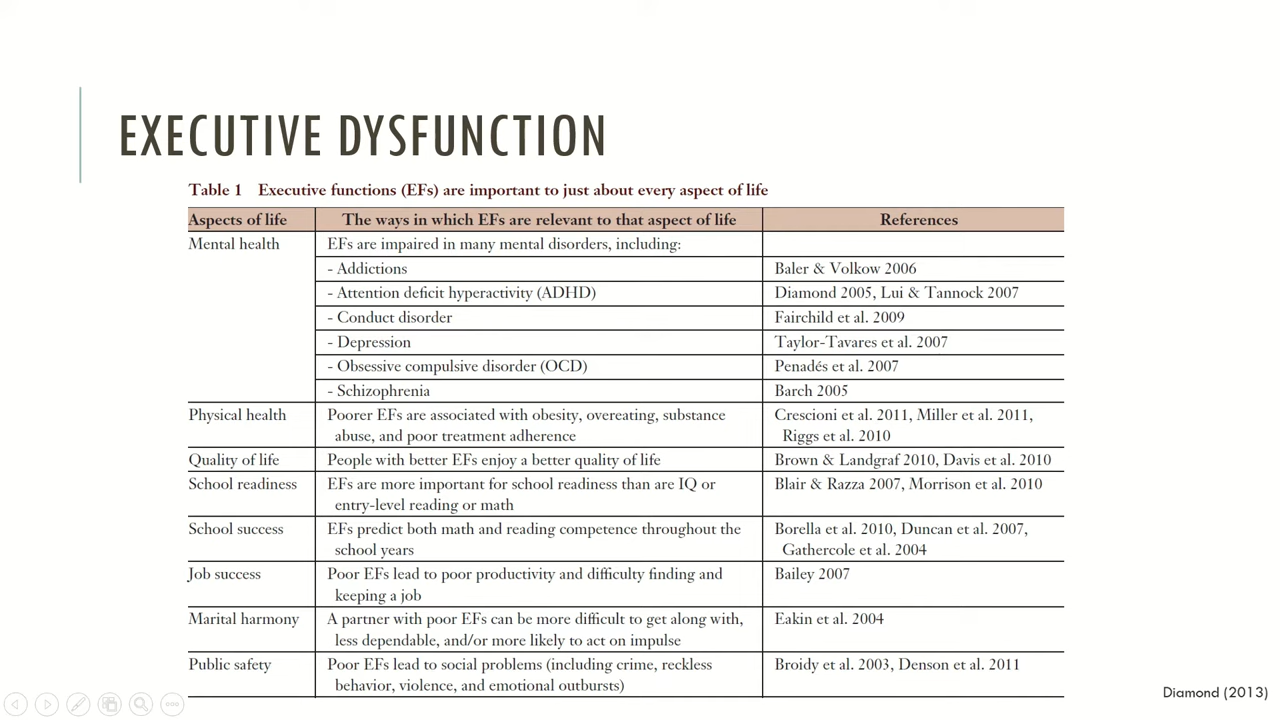 EXECUTIVE DYSFUNCTION
Table 1 Executive functions (EFs) are important to just about every aspect of life
Aspects of life The ways in which EFs are relevant to that aspect of life References
Mental health EFs are impaired in many mental disorders, including:
- Addictions Baler & Volkow 2006
- Attention deficit hyperactivity (ADHD) Diamond 2005, Lui & Tannock 2007
- Conduct disorder Fairchild et al. 2009
- Depression Taylor-Tavares et al. 2007
- Obsessive compulsive disorder (OCD) Penadés et al. 2007
- Schizophrenia Barch 2005
Physical health Poorer EFs are associated with obesity, overeating, substance Crescioni et al. 2011, Miller et al. 2011,
abuse, and poor treatment adherence Riggs et al. 2010
Quality of life People with better EFs enjoy a better quality of life Brown & Landgraf 2010, Davis et al. 2010
School readiness EFs are more important for school readiness than are IQ or Blair & Razza 2007, Morrison et al. 2010
entry-level reading or math
School success EFs predict both math and reading competence throughout the Borella et al. 2010, Duncan et al. 2007,
school years Gathercole et al. 2004
Job success Poor EFs lead to poor productivity and difficulty finding and Bailey 2007
keeping a job
Marital harmony A partner with poor EFs can be more difficult to get along with, Eakin et al. 2004
less dependable, and/or more likely to act on impulse
Public safety Poor EFs lead to social problems (including crime, reckless Broidy et al. 2003, Denson et al. 2011
behavior, violence, and emotional outbursts)
Diamond (2013)